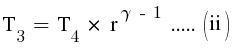 T₃ = T₄ × r^(γ - 1) ..... (ii)